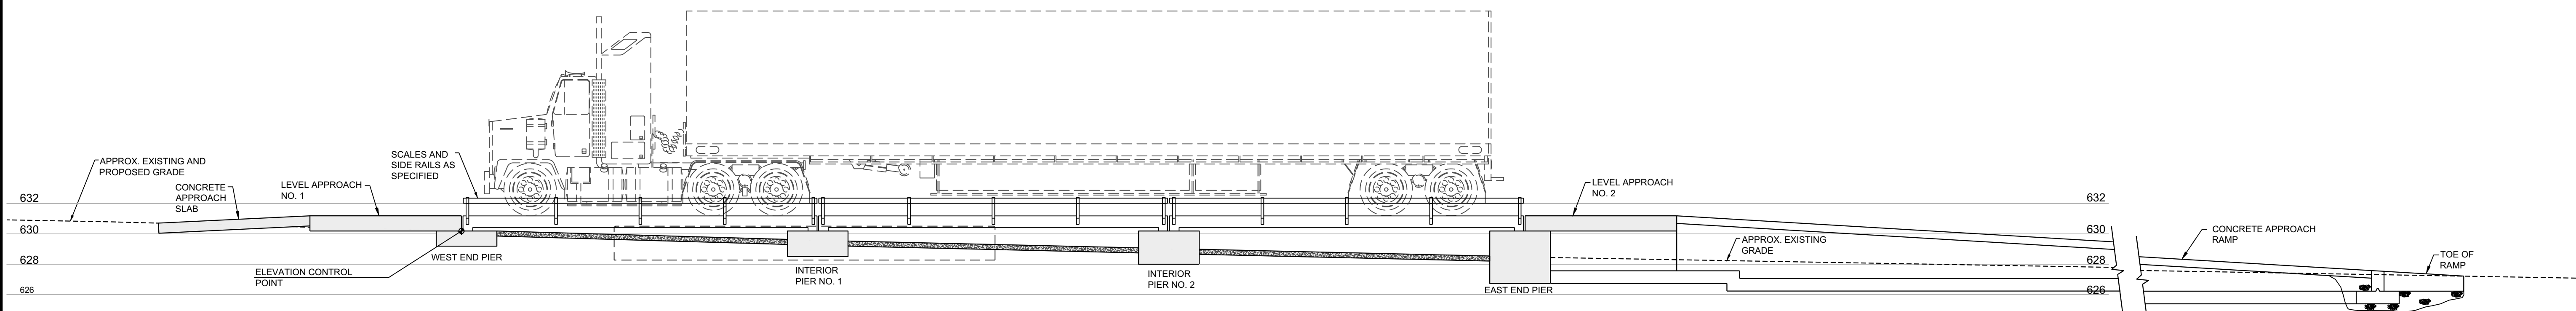 APPROX. EXISTING AND
PROPOSED GRADE
CONCRETE
APPROACH
SLAB
LEVEL APPROACH
NO. 1
SCALES AND
SIDE RAILS AS
SPECIFIED
LEVEL APPROACH
NO. 2
632
632
630
630
628
628
626
626
ELEVATION CONTROL
POINT
WEST END PIER
INTERIOR
PIER NO. 1
INTERIOR
PIER NO. 2
EAST END PIER
APPROX. EXISTING
GRADE
CONCRETE APPROACH
RAMP
TOE OF
RAMP